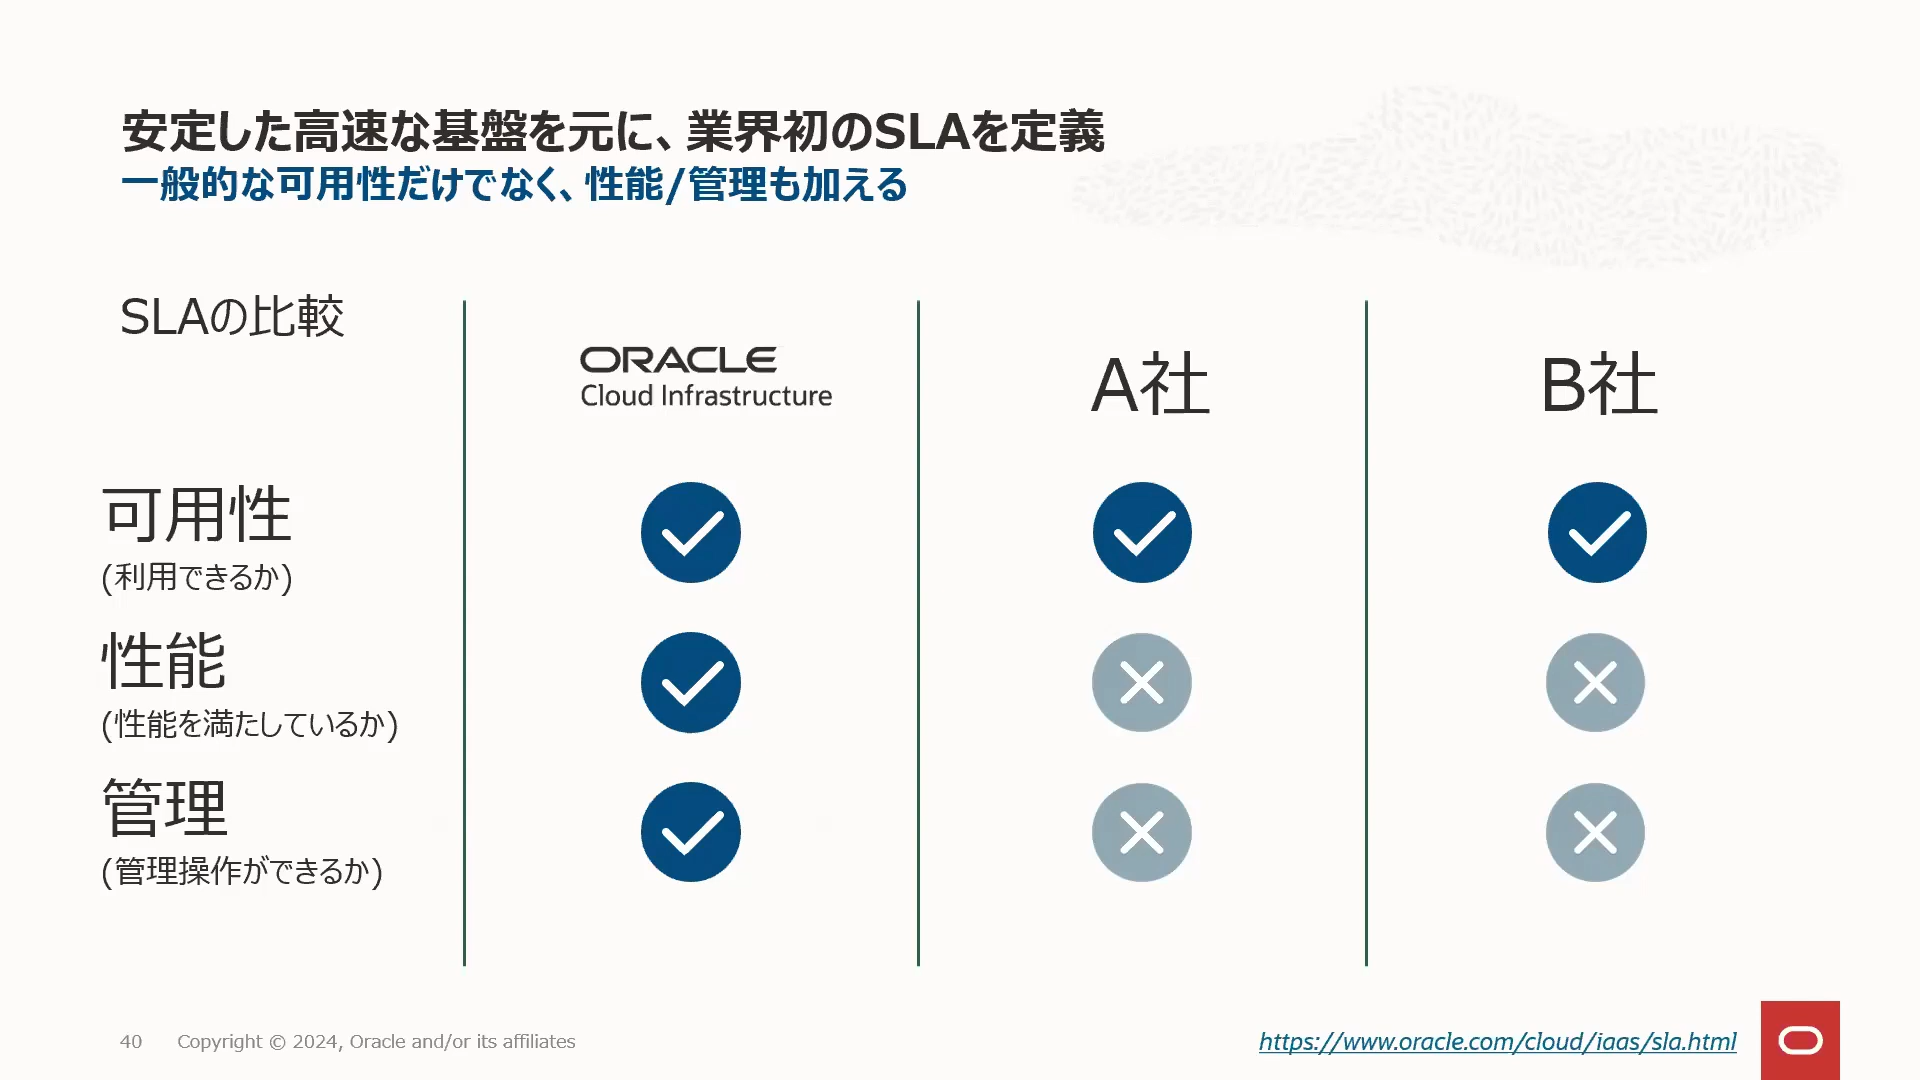 安定した高速な基盤を元に、業界初のSLAを定義
一般的な可用性だけでなく、性能/管理も加える
SLAの比較
ORACLE
Cloud Infrastructure
A社
B社
可用性
(利用できるか)
性能
(性能を満たしているか)
管理
(管理操作ができるか)
40 Copyright © 2024, Oracle and/or its affiliates
https://www.oracle.com/cloud/iaas/sla.html